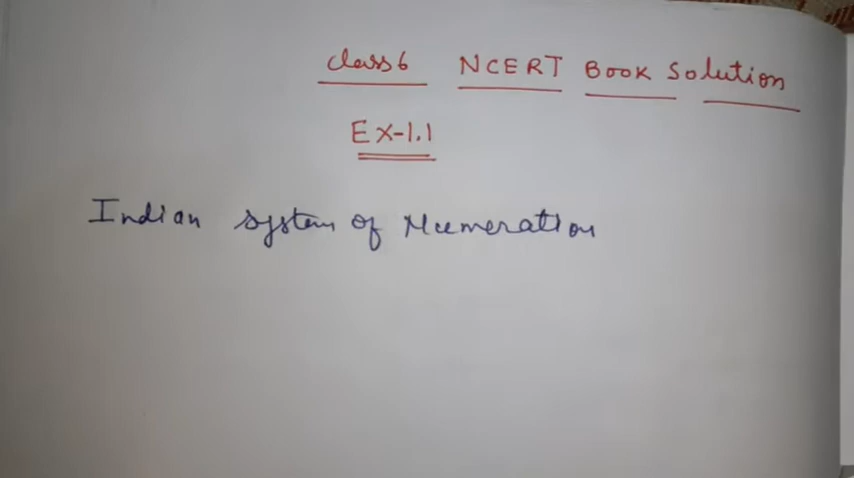 Class 6 NCERT Book Solution
Ex-1.1
Indian system of Numeration